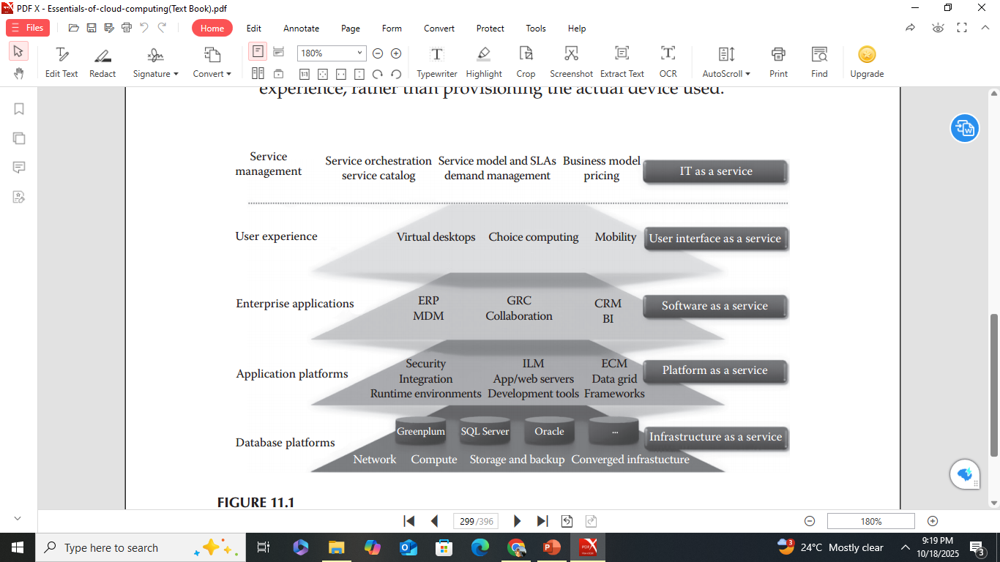 PDF X - Essentials-of-cloud-computing(Text Book).pdf
Files
Home
Edit
Annotate
Page
Form
Convert
Protect
Tools
Help
180%
Edit Text
Redact
Signature
Convert
Typewriter
Highlight
Crop
Screenshot
Extract Text
OCR
AutoScroll
Print
Find
Upgrade
experience, rather than provisioning the actual device used.
Service
management
Service orchestration
service catalog
Service model and SLAs
demand management
Business model
pricing
IT as a service
User experience
Virtual desktops
Choice computing
Mobility
User interface as a service
Enterprise applications
ERP
MDM
GRC
Collaboration
CRM
BI
Software as a service
Application platforms
Security
Integration
Runtime environments
ILM
App/web servers
Development tools
ECM
Data grid
Frameworks
Platform as a service
Database platforms
Greenplum
SQL Server
Oracle
...
Infrastructure as a service
Network
Compute
Storage and backup
Converged infrastucture
FIGURE 11.1
299 /396
180%
Type here to search
24°C Mostly clear
9:19 PM
10/18/2025